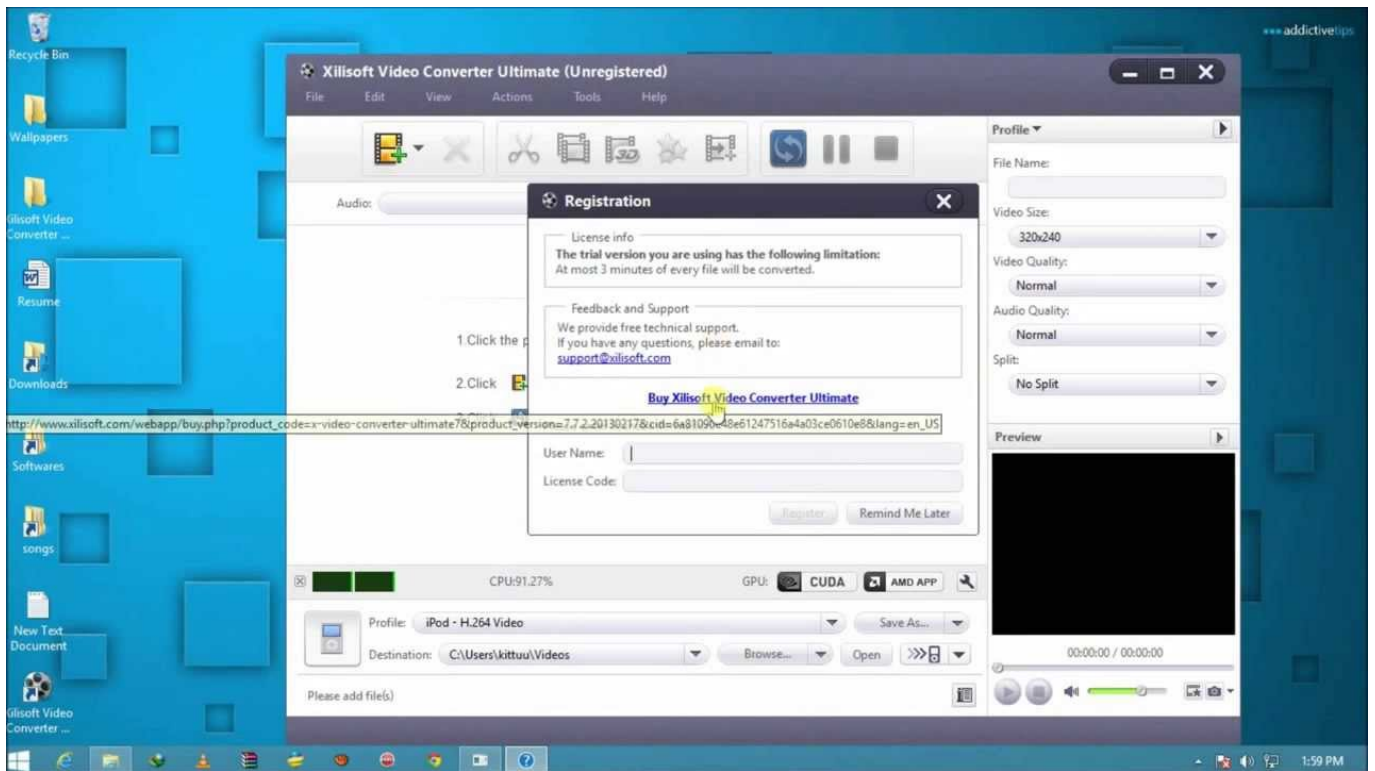 Recycle Bin
addictivetips
Xilisoft Video Converter Ultimate (Unregistered)
File Edit View Actions Tools Help
Wallpapers
Profile
File Name:
3D
Audio:
Registration
Video Size:
glisoft Video
Converter ...
320x240
License info
The trial version you are using has the following limitation:
At most 3 minutes of every file will be converted.
Video Quality:
Normal
Resume
Feedback and Support
We provide free technical support.
If you have any questions, please email to:
support@xilisoft.com
Audio Quality:
Normal
1.Click the p
Split:
Downloads
2.Click
No Split
Buy Xilisoft Video Converter Ultimate
http://www.xilisoft.com/webapp/buy.php?product_code=x-video-converter-ultimate7&product_version=7.7.2.20130217&cid=6a81090e48e61247516a4a03ce0610e8&lang=en_US
Preview
User Name:
Softwares
License Code:
Register Remind Me Later
songs
CPU:91.27% GPU: CUDA AMD APP
New Text
Document
Profile: iPod - H.264 Video Save As...
Destination: C:\Users\kittuu\Videos Browse... Open
00:00:00 / 00:00:00
Please add file(s)
glisoft Video
Converter ...
1:59 PM